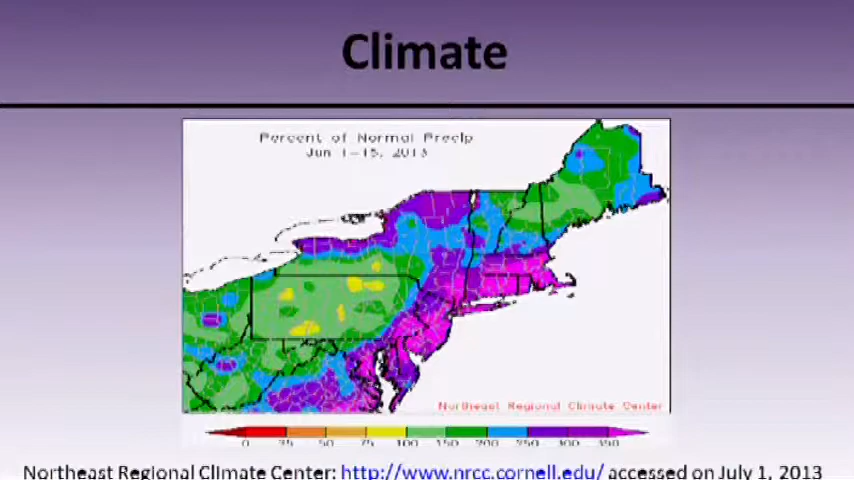 Climate
Percent of Normal Precip
Jun 1-15, 2013
Northeast Regional Climate Center
0 25 50 75 100 150 200 250 300 350
Northeast Regional Climate Center: http://www.nrcc.cornell.edu/ accessed on July 1, 2013